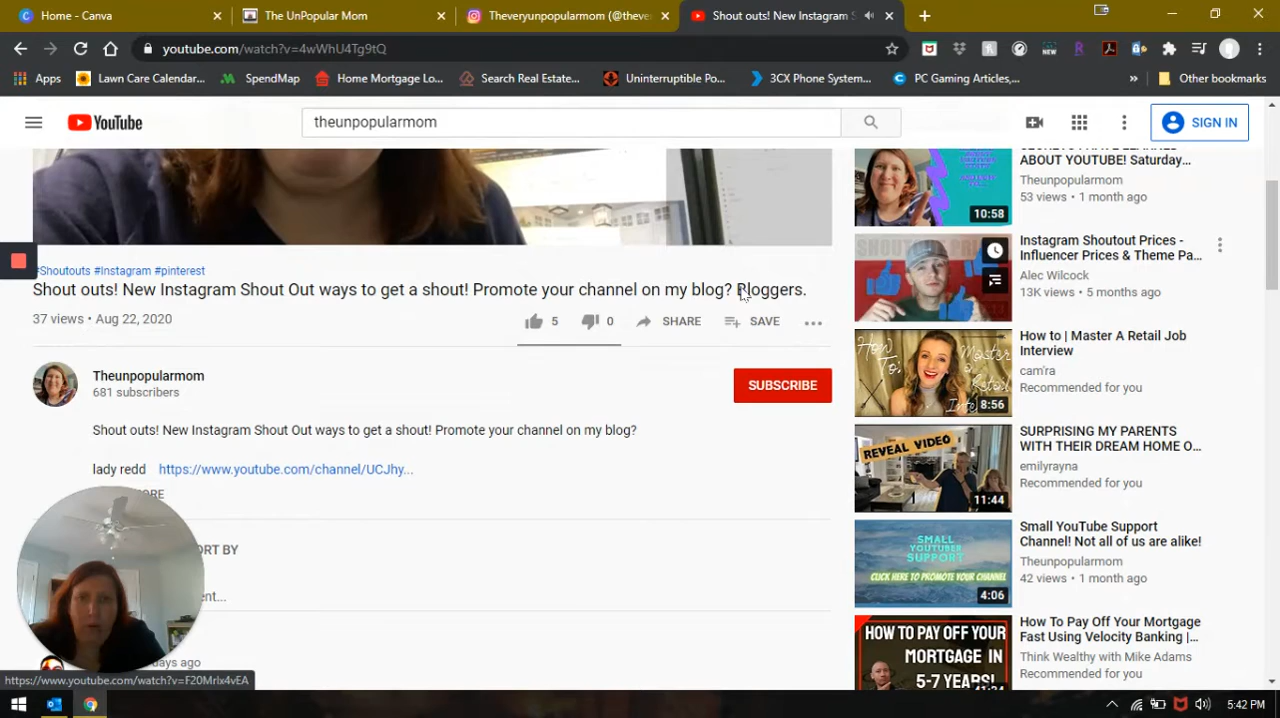 Home - Canva
The UnPopular Mom
Theveryunpopularmom (@theve
Shout outs! New Instagram S
youtube.com/watch?v=4wWhU4Tg9tQ
Apps
Lawn Care Calendar...
SpendMap
Home Mortgage Lo...
Search Real Estate...
Uninterruptible Po...
3CX Phone System...
PC Gaming Articles,...
Other bookmarks
YouTube
theunpopularmom
SIGN IN
#Shoutouts #Instagram #pinterest
Shout outs! New Instagram Shout Out ways to get a shout! Promote your channel on my blog? Bloggers.
37 views • Aug 22, 2020
5
0
SHARE
SAVE
Theunpopularmom
681 subscribers
SUBSCRIBE
Shout outs! New Instagram Shout Out ways to get a shout! Promote your channel on my blog?
lady redd https://www.youtube.com/channel/UCJhy...
ORE
ORT BY
ent...
days ago
https://www.youtube.com/watch?v=F20Mrlx4vEA
ABOUT YOUTUBE! Saturday...
Theunpopularmom
53 views • 1 month ago
10:58
Instagram Shoutout Prices -
Influencer Prices & Theme Pa...
Alec Wilcock
13K views • 5 months ago
How to | Master A Retail Job
Interview
cam'ra
Recommended for you
How
To:
Master
a
Retail
8:56
SURPRISING MY PARENTS
WITH THEIR DREAM HOME O...
emilyrayna
Recommended for you
REVEAL VIDEO
11:44
Small YouTube Support
Channel! Not all of us are alike!
Theunpopularmom
42 views • 1 month ago
SMALL
YOUTUBER
SUPPORT
CLICK HERE TO PROMOTE YOUR CHANNEL
4:06
How To Pay Off Your Mortgage
Fast Using Velocity Banking |...
Think Wealthy with Mike Adams
Recommended for you
HOW TO PAY OFF YOUR
MORTGAGE IN
5-7 YEARS!
5:42 PM